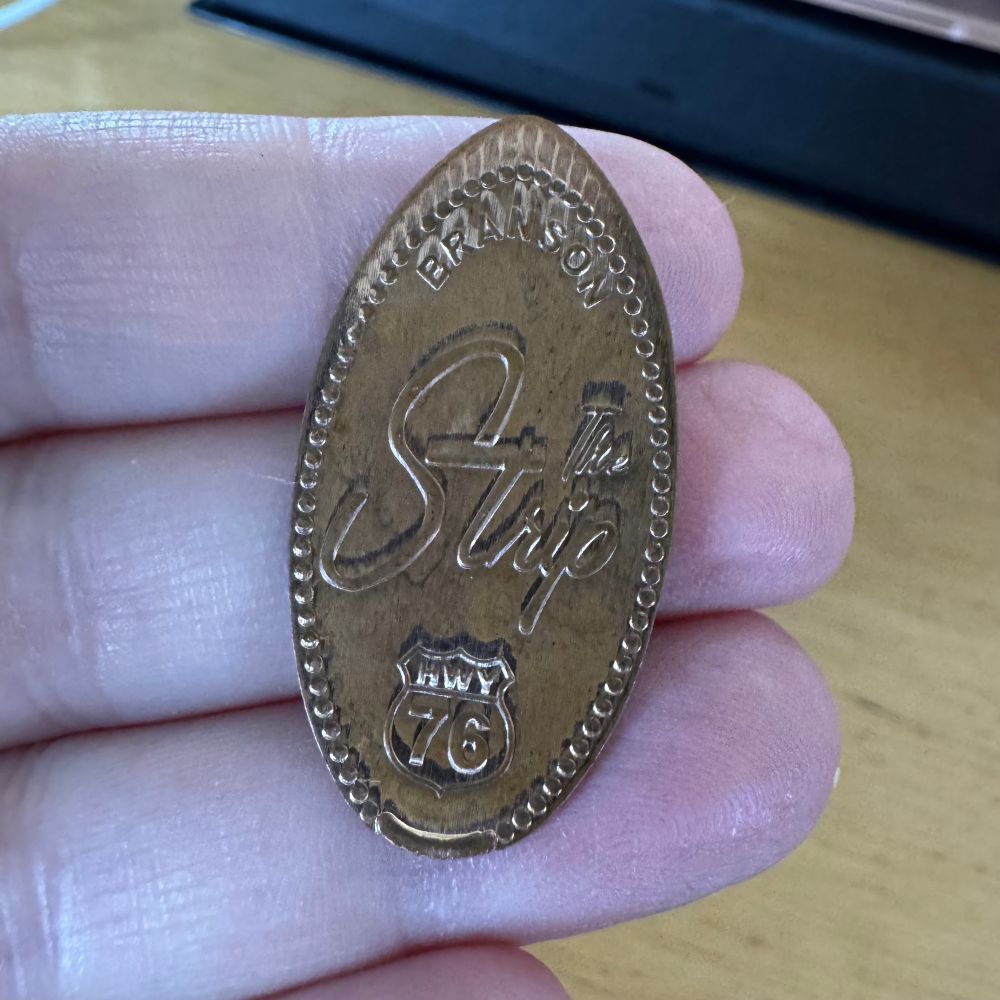 BRANSON
The
Strip
HWY
76